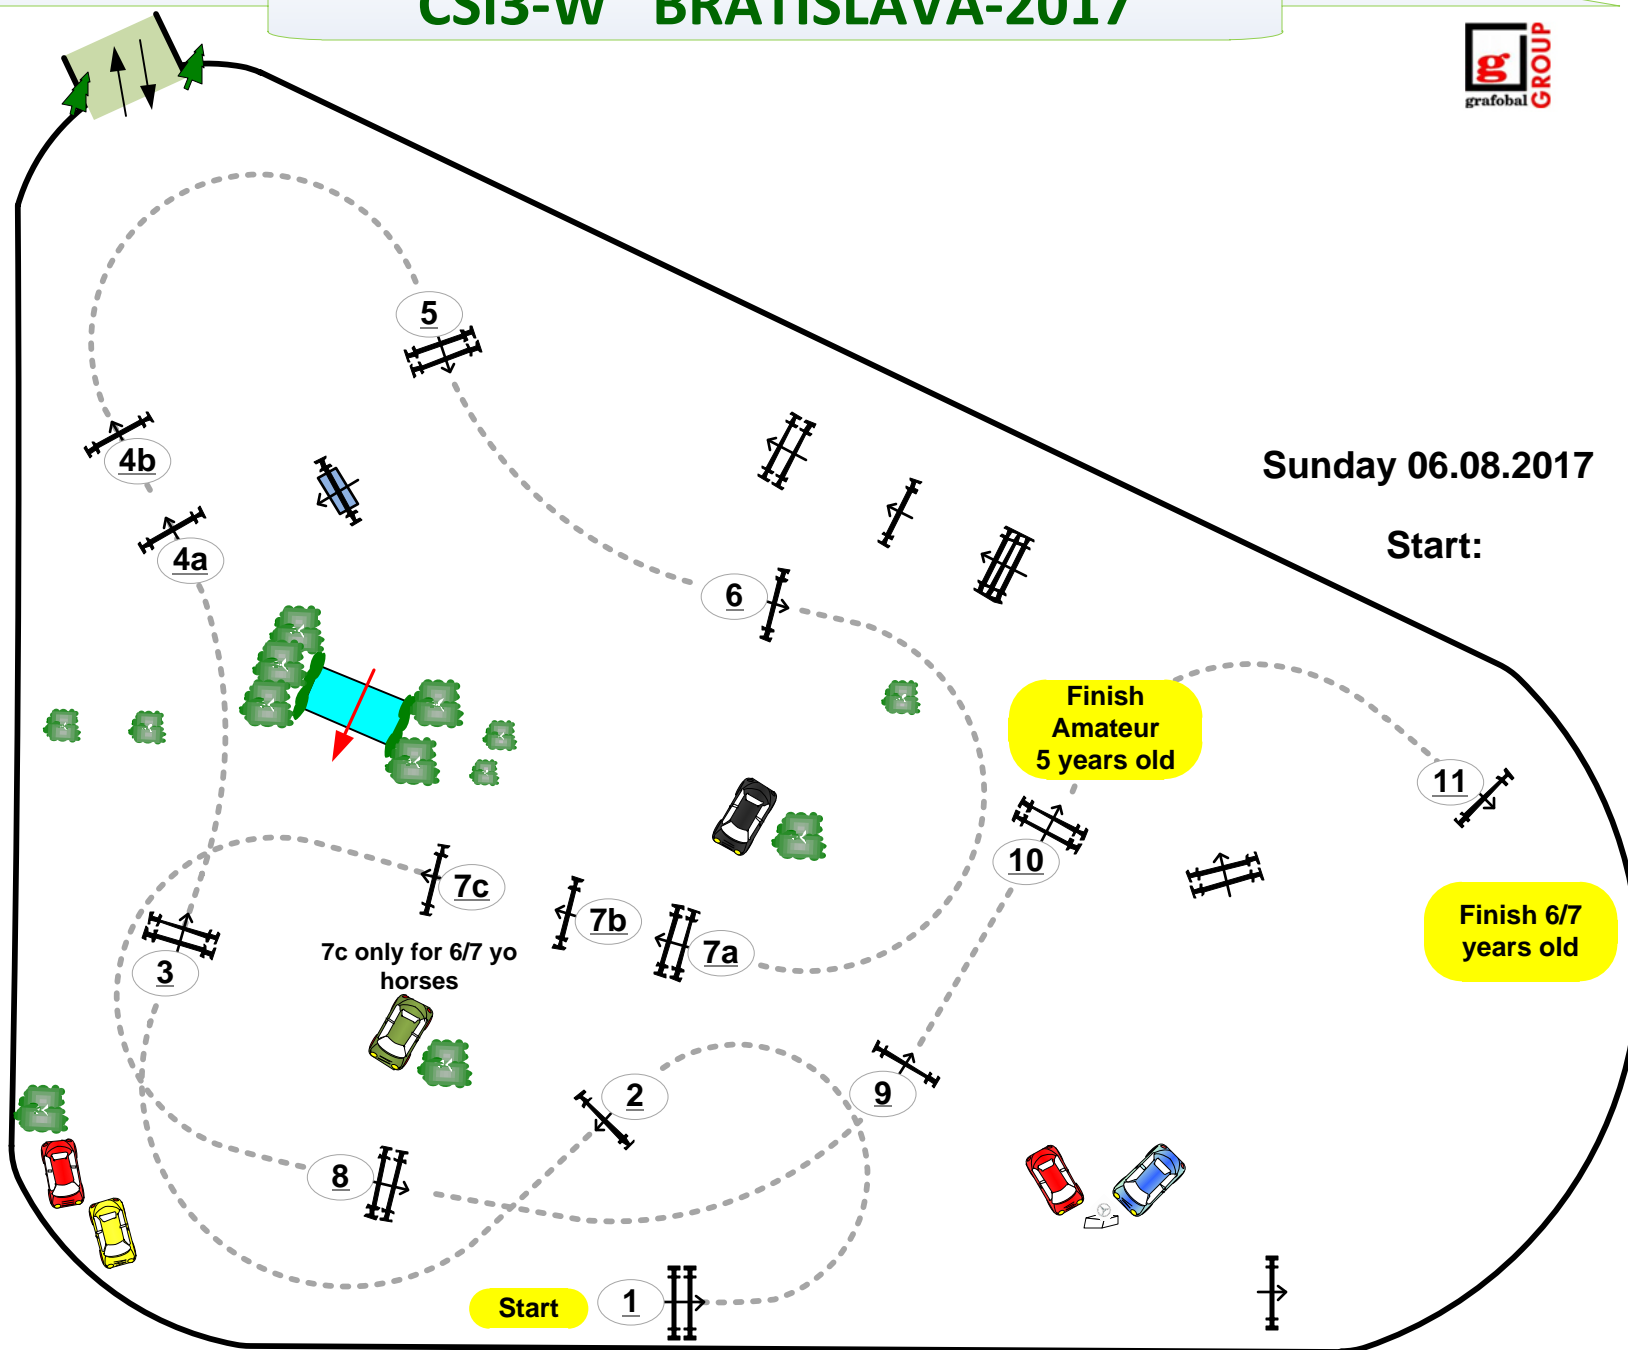 CSI3-W BRATISLAVA-2017
g
grafobal
GROUP
5
4b
Sunday 06.08.2017
Start:
4a
6
Finish
Amateur
5 years old
11
10
7c
7b
7a
7c only for 6/7 yo
horses
Finish 6/7
years old
3
2
9
8
Start
1